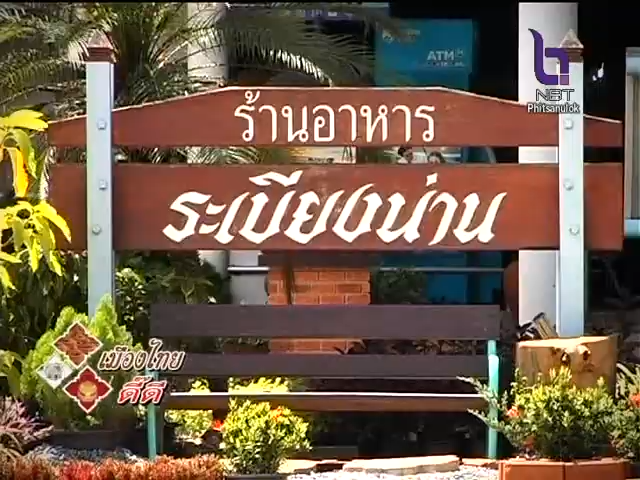 ATM
NBT
Phitsanulok
ร้านอาหาร
ระเบียงน่าน
เมืองไทย
ดี๊ดี